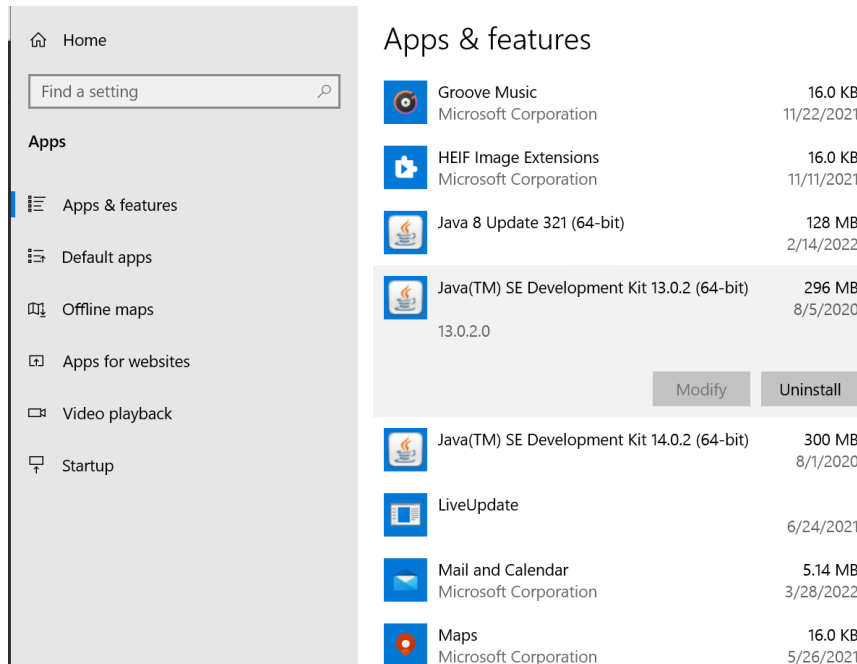 Home
Find a setting
Apps
Apps & features
Default apps
Offline maps
Apps for websites
Video playback
Startup
Apps & features
Groove Music 16.0 KB
Microsoft Corporation 11/22/2021
HEIF Image Extensions 16.0 KB
Microsoft Corporation 11/11/2021
Java 8 Update 321 (64-bit) 128 MB
2/14/2022
Java(TM) SE Development Kit 13.0.2 (64-bit) 296 MB
8/5/2020
13.0.2.0
Modify Uninstall
Java(TM) SE Development Kit 14.0.2 (64-bit) 300 MB
8/1/2020
LiveUpdate
6/24/2021
Mail and Calendar 5.14 MB
Microsoft Corporation 3/28/2022
Maps 16.0 KB
Microsoft Corporation 5/26/2021